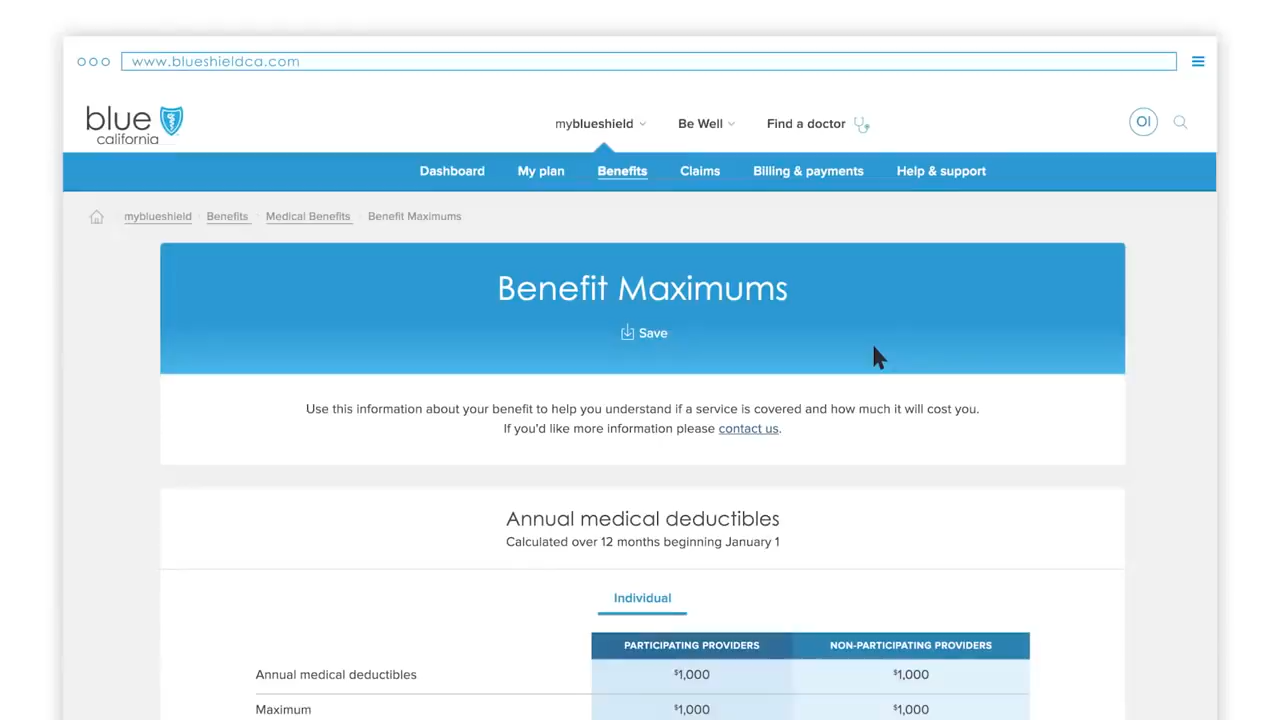 www.blueshieldca.com
blue
california
myblueshield
Be Well
Find a doctor
OI
Dashboard
My plan
Benefits
Claims
Billing & payments
Help & support
myblueshield
Benefits
Medical Benefits
Benefit Maximums
Benefit Maximums
Save
Use this information about your benefit to help you understand if a service is covered and how much it will cost you.
If you'd like more information please contact us.
Annual medical deductibles
Calculated over 12 months beginning January 1
Individual
PARTICIPATING PROVIDERS
NON-PARTICIPATING PROVIDERS
Annual medical deductibles
$1,000
$1,000
Maximum
$1,000
$1,000